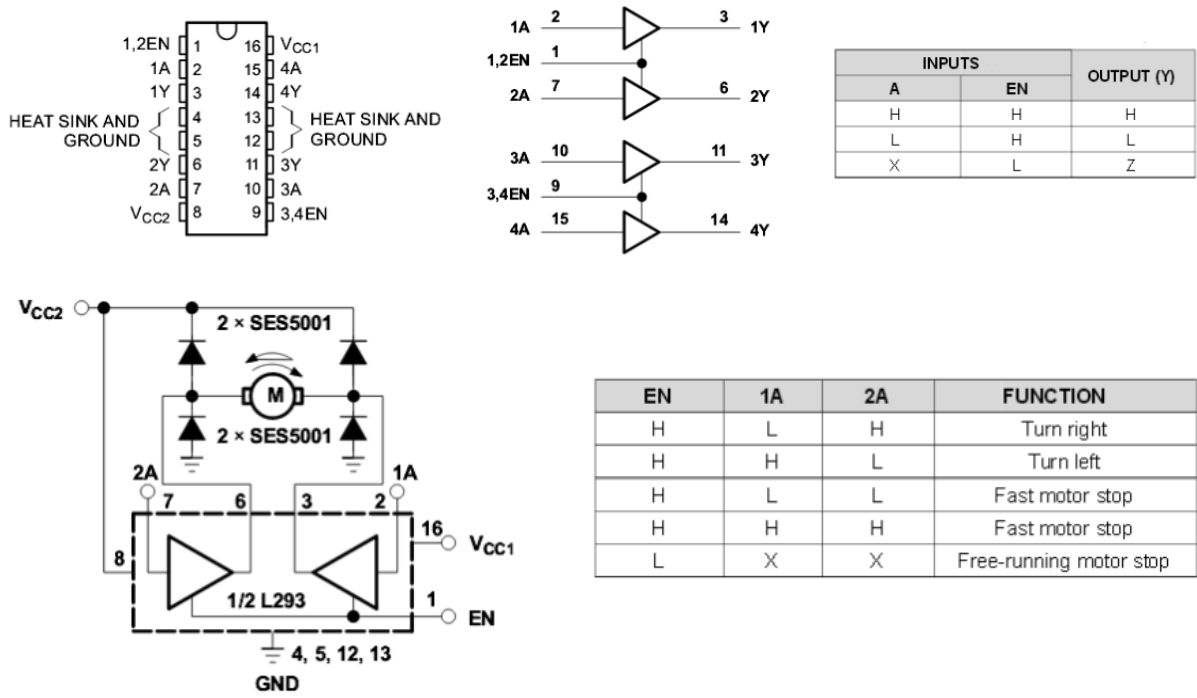 1,2EN 1 16 VCC1
1A 2 15 4A
1Y 3 14 4Y
HEAT SINK AND GROUND 4 13 HEAT SINK AND GROUND
5 12
2Y 6 11 3Y
2A 7 10 3A
VCC2 8 9 3,4EN
1A 2 3 1Y
1,2EN 1
2A 7 6 2Y
3A 10 11 3Y
3,4EN 9
4A 15 14 4Y
INPUTS OUTPUT (Y)
A EN
H H H
L H L
X L Z
VCC2
2 × SES5001
M
2 × SES5001
2A 1A
7 6 3 2
16 VCC1
8
1/2 L293
1 EN
4, 5, 12, 13
GND
EN 1A 2A FUNCTION
H L H Turn right
H H L Turn left
H L L Fast motor stop
H H H Fast motor stop
L X X Free-running motor stop